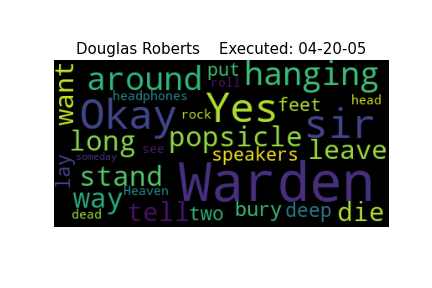 Douglas Roberts    Executed: 04-20-05
want around put hanging
roll
headphones Okay rock Yes feet head
sir
long see popsicle speakers leave
lay someday stand Heaven Warden
way dead tell two bury deep die